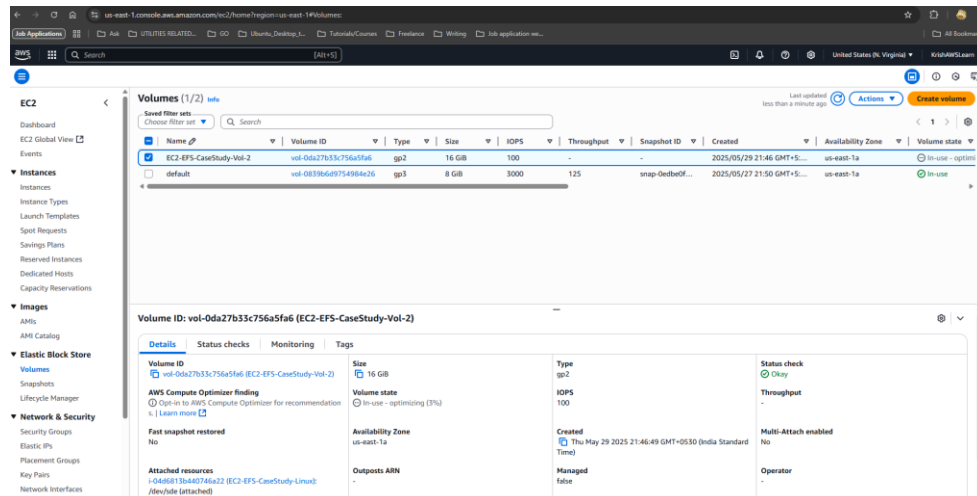 us-east-1.console.aws.amazon.com/ec2/home?region=us-east-1#Volumes:
Job Applications Ask UTILITIES RELATED... GO Ubuntu_Desktop_t... Tutorials/Courses Freelance Writing Job application-we... All Bookma
aws Search [Alt+S] United States (N. Virginia) KrishAWSLearn
EC2
Dashboard
EC2 Global View
Events
Instances
Instances
Instance Types
Launch Templates
Spot Requests
Savings Plans
Reserved Instances
Dedicated Hosts
Capacity Reservations
Images
AMIs
AMI Catalog
Elastic Block Store
Volumes
Snapshots
Lifecycle Manager
Network & Security
Security Groups
Elastic IPs
Placement Groups
Key Pairs
Network Interfaces
Volumes (1/2) Info
Last updated
less than a minute ago
Actions Create volume
Saved filter sets
Choose filter set Search 1
Name Volume ID Type Size IOPS Throughput Snapshot ID Created Availability Zone Volume state
EC2-EFS-CaseStudy-Vol-2 vol-0da27b33c756a5fa6 gp2 16 GiB 100 - - 2025/05/29 21:46 GMT+5:... us-east-1a In-use - optimi
default vol-0839b6d9754984e26 gp3 8 GiB 3000 125 snap-0edbe0f... 2025/05/27 21:50 GMT+5:... us-east-1a In-use
Volume ID: vol-0da27b33c756a5fa6 (EC2-EFS-CaseStudy-Vol-2)
Details Status checks Monitoring Tags
Volume ID Size Type Status check
vol-0da27b33c756a5fa6 (EC2-EFS-CaseStudy-Vol-2) 16 GiB gp2 Okay
AWS Compute Optimizer finding Volume state IOPS Throughput
Opt-in to AWS Compute Optimizer for recommendation In-use - optimizing (3%) 100 -
s. | Learn more
Fast snapshot restored Availability Zone Created Multi-Attach enabled
No us-east-1a Thu May 29 2025 21:46:49 GMT+0530 (India Standard No
Time)
Attached resources Outposts ARN Managed Operator
i-04d6813b440746a22 (EC2-EFS-CaseStudy-Linux): - false -
/dev/sde (attached)